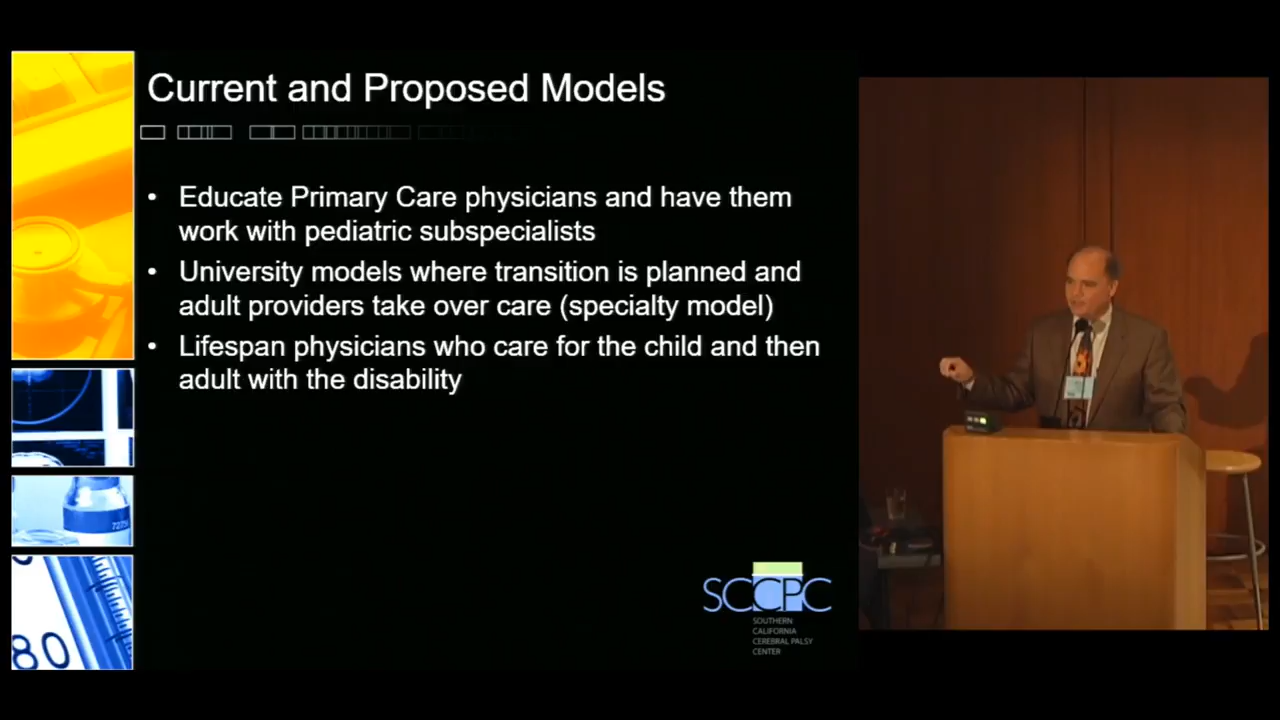 Current and Proposed Models
• Educate Primary Care physicians and have them
work with pediatric subspecialists
• University models where transition is planned and
adult providers take over care (specialty model)
• Lifespan physicians who care for the child and then
adult with the disability
80
SCCPC
SOUTHERN
CALIFORNIA
CEREBRAL PALSY
CENTER